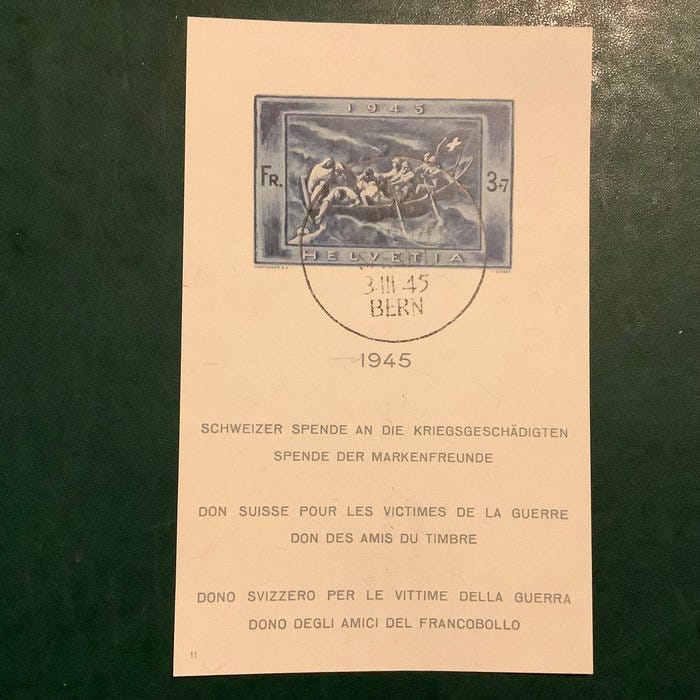 1945
FR. 3+7
HELVETIA
3.III.45
BERN
1945
SCHWEIZER SPENDE AN DIE KRIEGSGESCHÄDIGTEN
SPENDE DER MARKENFREUNDE
DON SUISSE POUR LES VICTIMES DE LA GUERRE
DON DES AMIS DU TIMBRE
DONO SVIZZERO PER LE VITTIME DELLA GUERRA
DONO DEGLI AMICI DEL FRANCOBOLLO
11